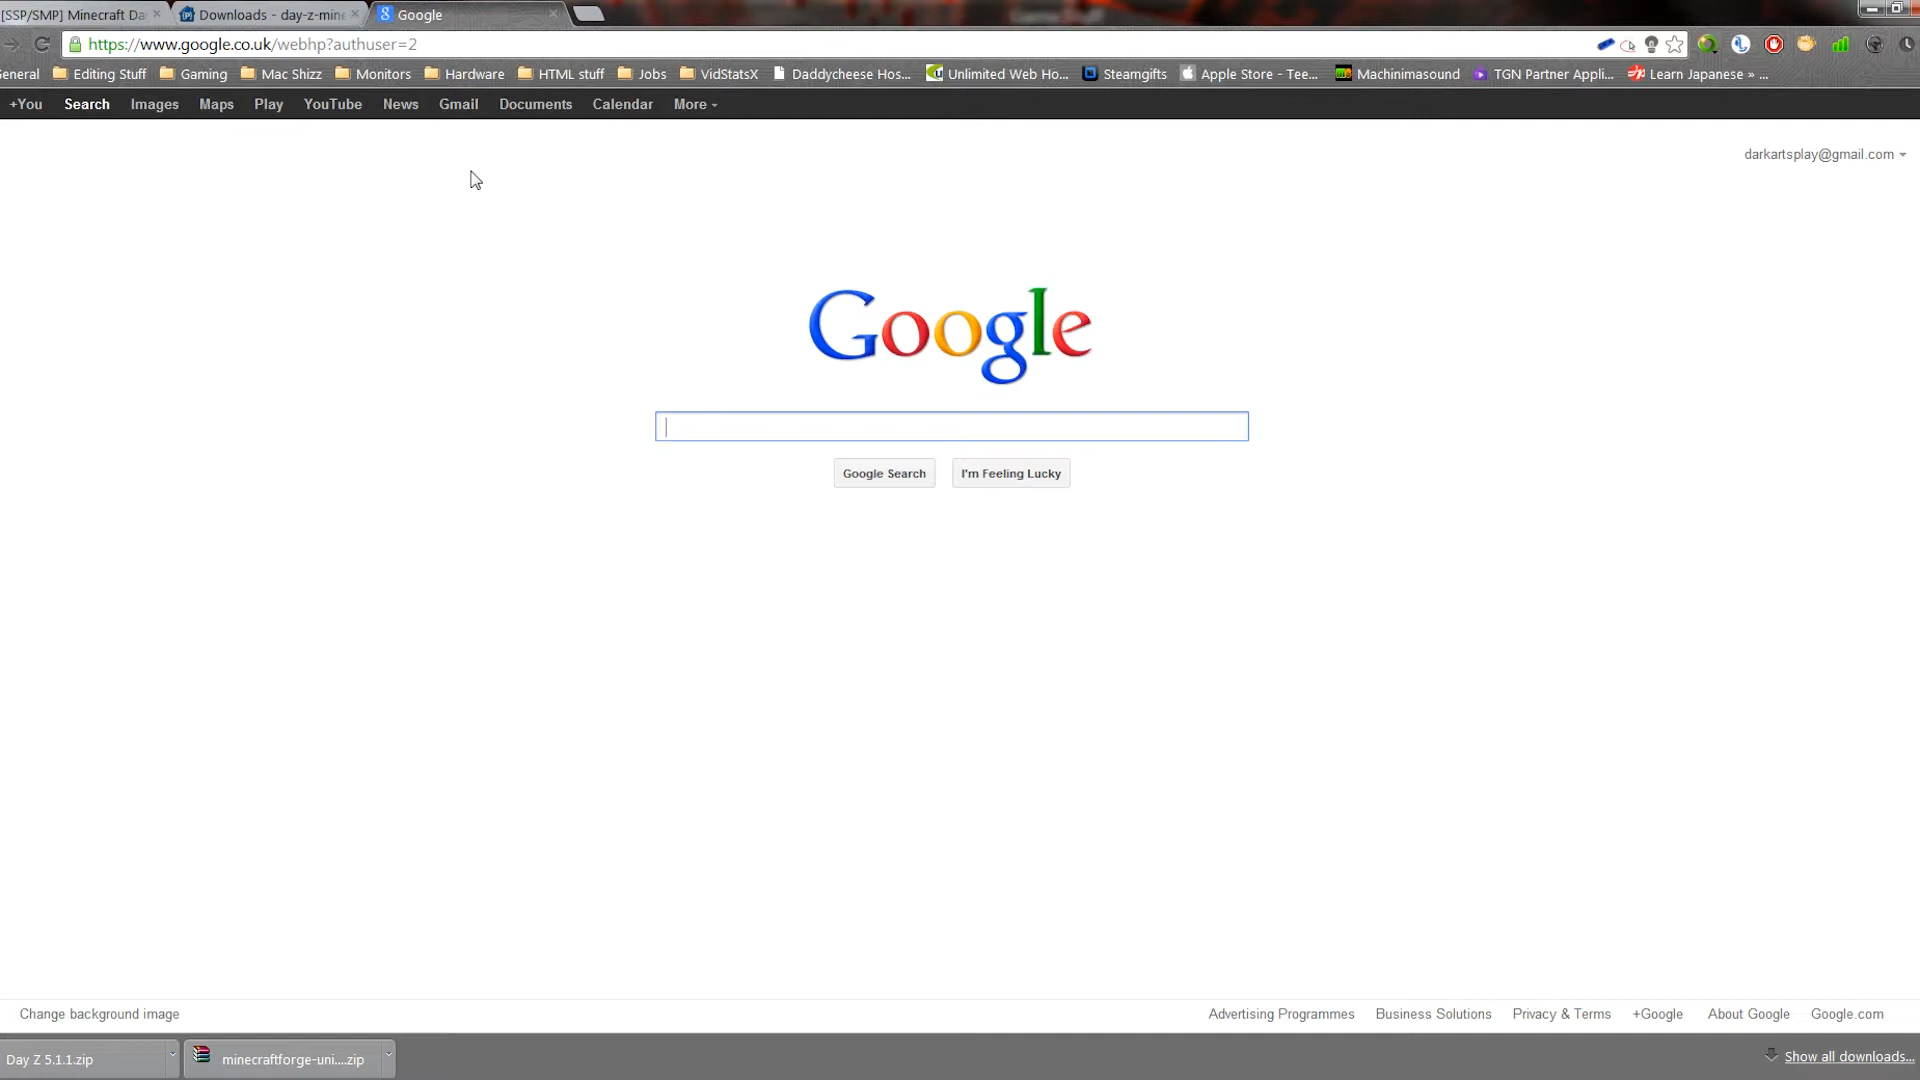 [SSP/SMP] Minecraft Da
Downloads - day-z-mine
Google
https://www.google.co.uk/webhp?authuser=2
General
Editing Stuff
Gaming
Mac Shizz
Monitors
Hardware
HTML stuff
Jobs
VidStatsX
Daddycheese Hos...
Unlimited Web Ho...
Steamgifts
Apple Store - Tee...
Machinimasound
TGN Partner Appli...
Learn Japanese » ...
+You
Search
Images
Maps
Play
YouTube
News
Gmail
Documents
Calendar
More
darkartsplay@gmail.com
Google
Google Search
I'm Feeling Lucky
Change background image
Advertising Programmes
Business Solutions
Privacy & Terms
+Google
About Google
Google.com
Day Z 5.1.1.zip
minecraftforge-uni....zip
Show all downloads...